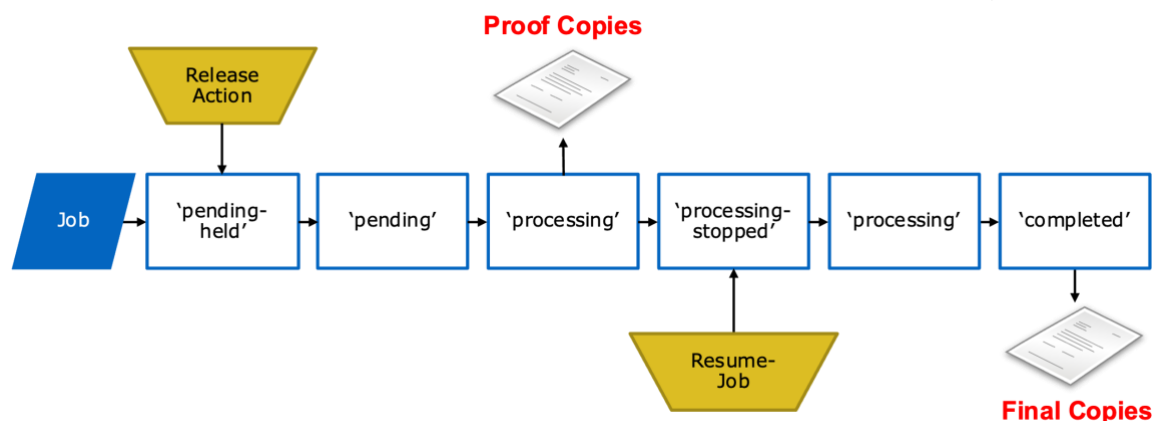 Proof Copies
Release
Action
Job
‘pending-
held’
‘pending’
‘processing’
‘processing-
stopped’
‘processing’
‘completed’
Resume-
Job
Final Copies